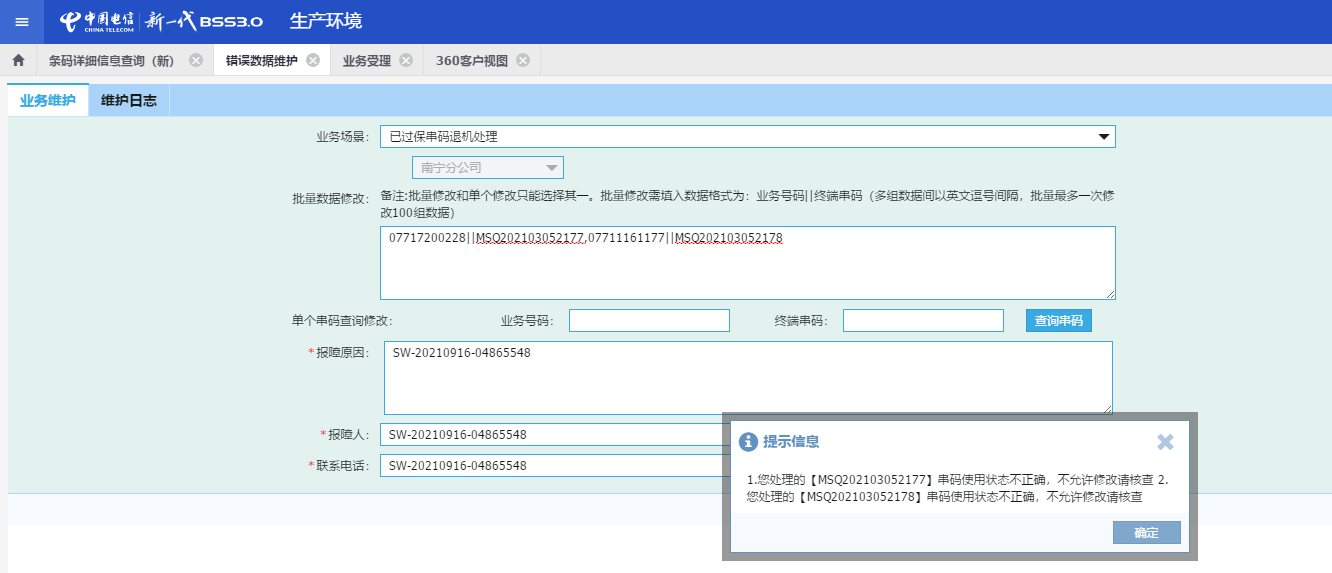 中国电信 CHINA TELECOM 新一代BSS3.0 生产环境
条码详细信息查询（新） 错误数据维护 业务受理 360客户视图
业务维护 维护日志
业务场景： 已过保串码退机处理
南宁分公司
批量数据修改： 备注:批量修改和单个修改只能选择其一。批量修改需填入数据格式为：业务号码||终端串码（多组数据间以英文逗号间隔，批量最多一次修
改100组数据）
07717200228||MSQ202103052177,07711161177||MSQ202103052178
单个串码查询修改： 业务号码： 终端串码： 查询串码
*报障原因： SW-20210916-04865548
*报障人： SW-20210916-04865548
*联系电话： SW-20210916-04865548
提示信息
1.您处理的【MSQ202103052177】串码使用状态不正确，不允许修改请核查 2.
您处理的【MSQ202103052178】串码使用状态不正确，不允许修改请核查
确定